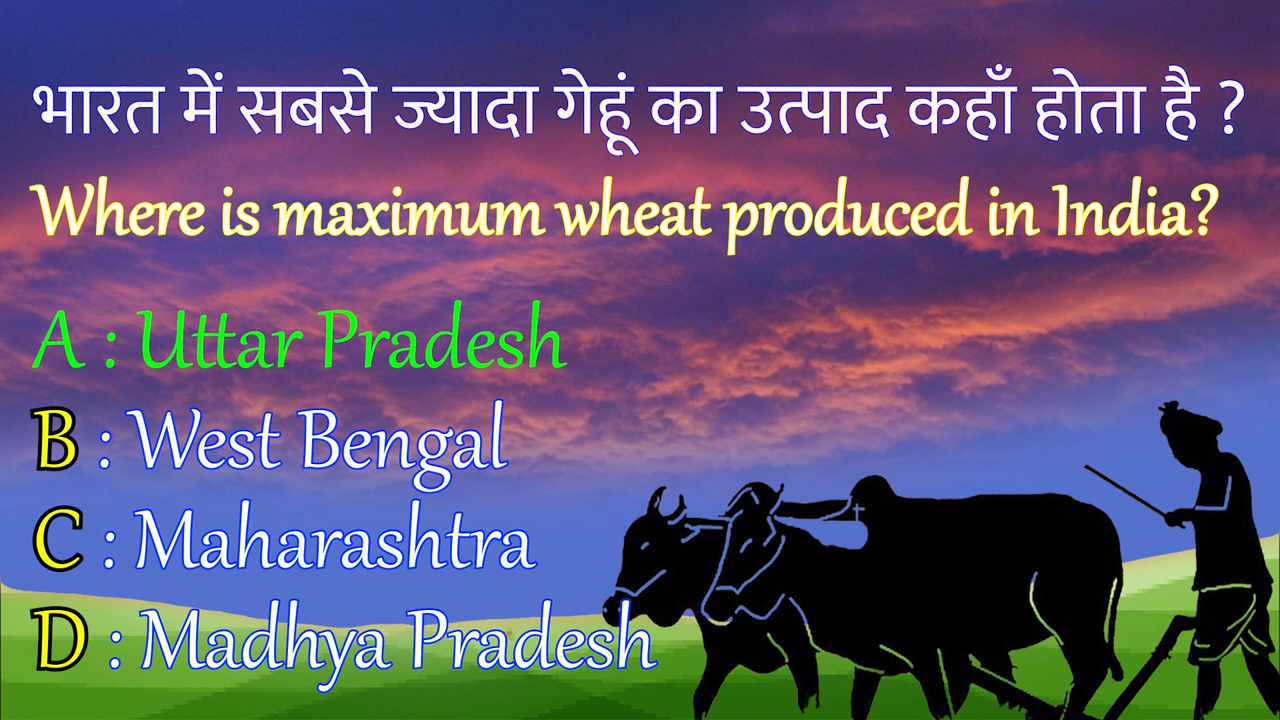 भारत में सबसे ज्यादा गेहूं का उत्पाद कहाँ होता है ?
Where is maximum wheat produced in India?
A : Uttar Pradesh
B : West Bengal
C : Maharashtra
D : Madhya Pradesh